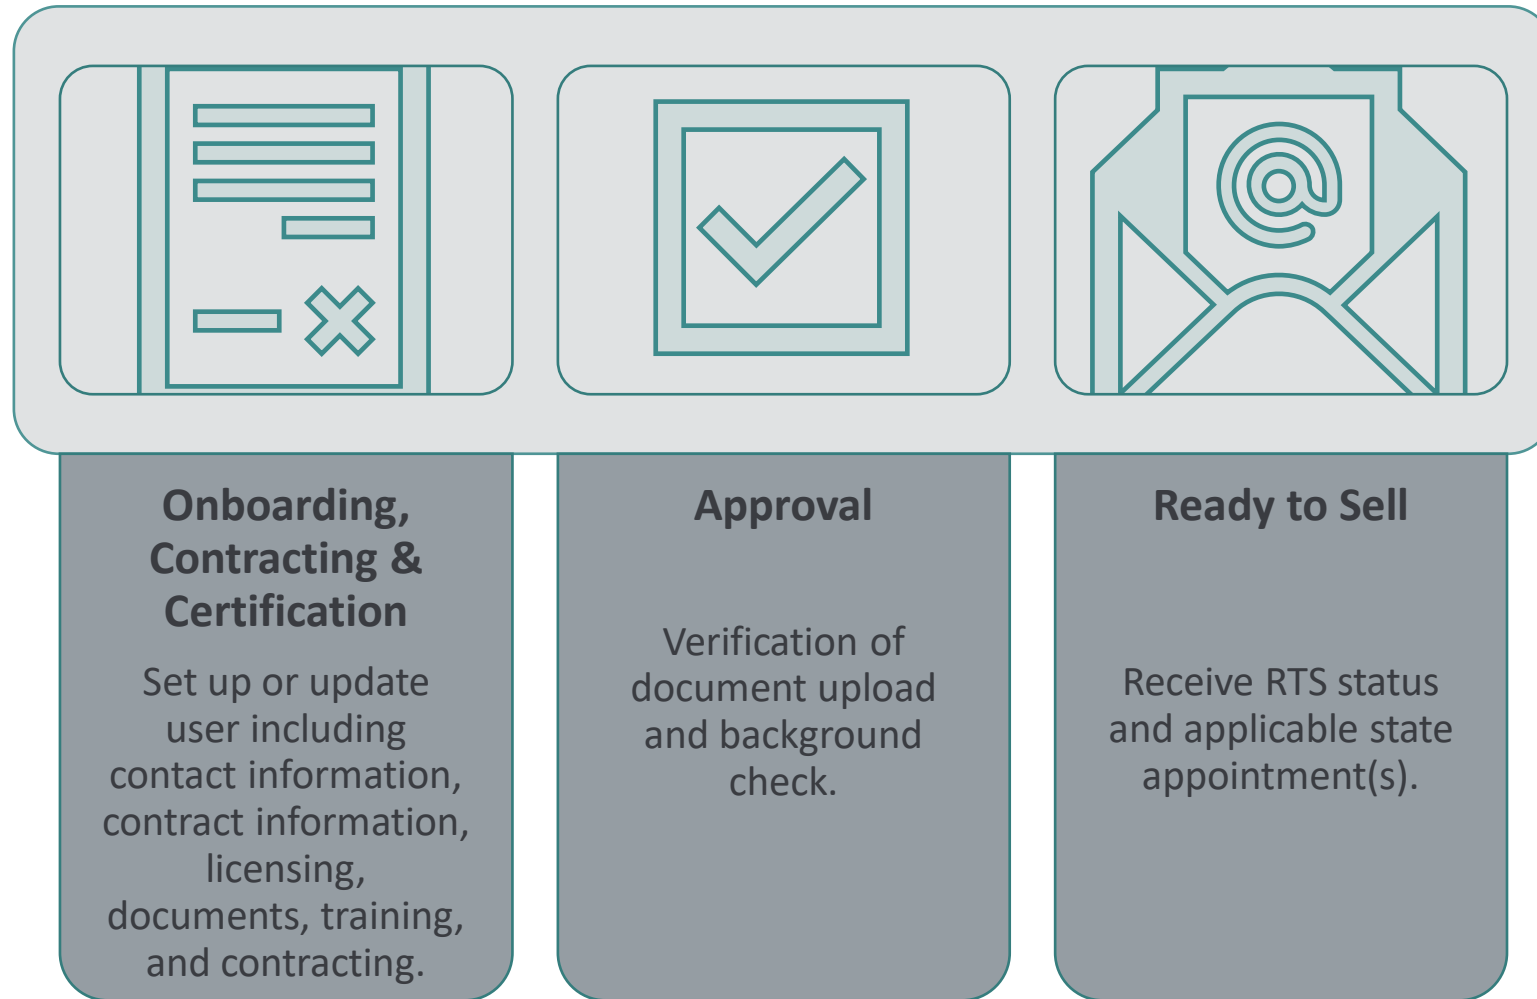 Onboarding,
Contracting &
Certification
Set up or update
user including
contact information,
contract information,
licensing,
documents, training,
and contracting.
Approval
Verification of
document upload
and background
check.
Ready to Sell
Receive RTS status
and applicable state
appointment(s).